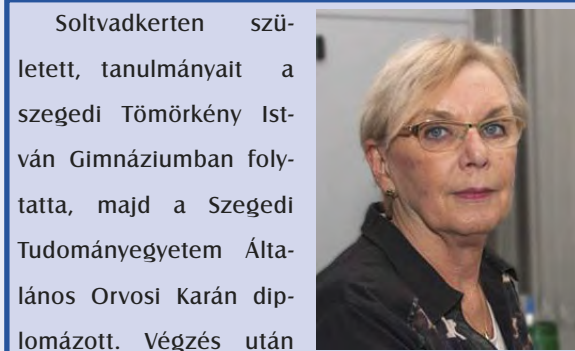 Soltvadkerten szü-
letett, tanulmányait a
szegedi Tömörkény Ist-
ván Gimnáziumban foly-
tatta, majd a Szegedi
Tudományegyetem Álta-
lános Orvosi Karán dip-
lomázott. Végzés után